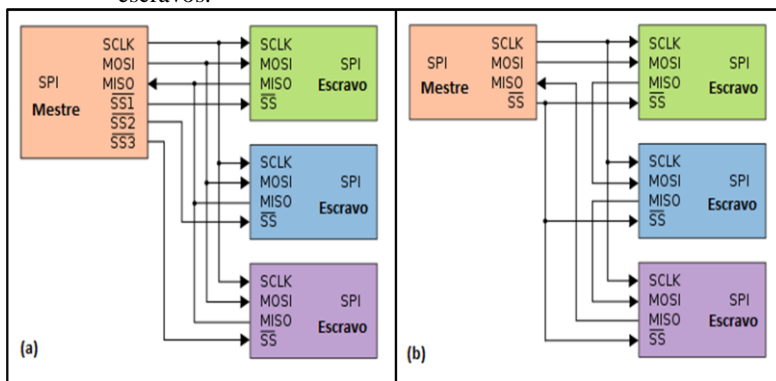 escravos.
SPI
Mestre
SCLK
MOSI
MISO
SS1
SS2
SS3
SCLK
MOSI
MISO
SS
SPI
Escravo
SCLK
MOSI
MISO
SS
SPI
Escravo
SCLK
MOSI
MISO
SS
SPI
Escravo
(a)
SPI
Mestre
SCLK
MOSI
MISO
SS
SCLK
MOSI
MISO
SS
SPI
Escravo
SCLK
MOSI
MISO
SS
SPI
Escravo
SCLK
MOSI
MISO
SS
SPI
Escravo
(b)